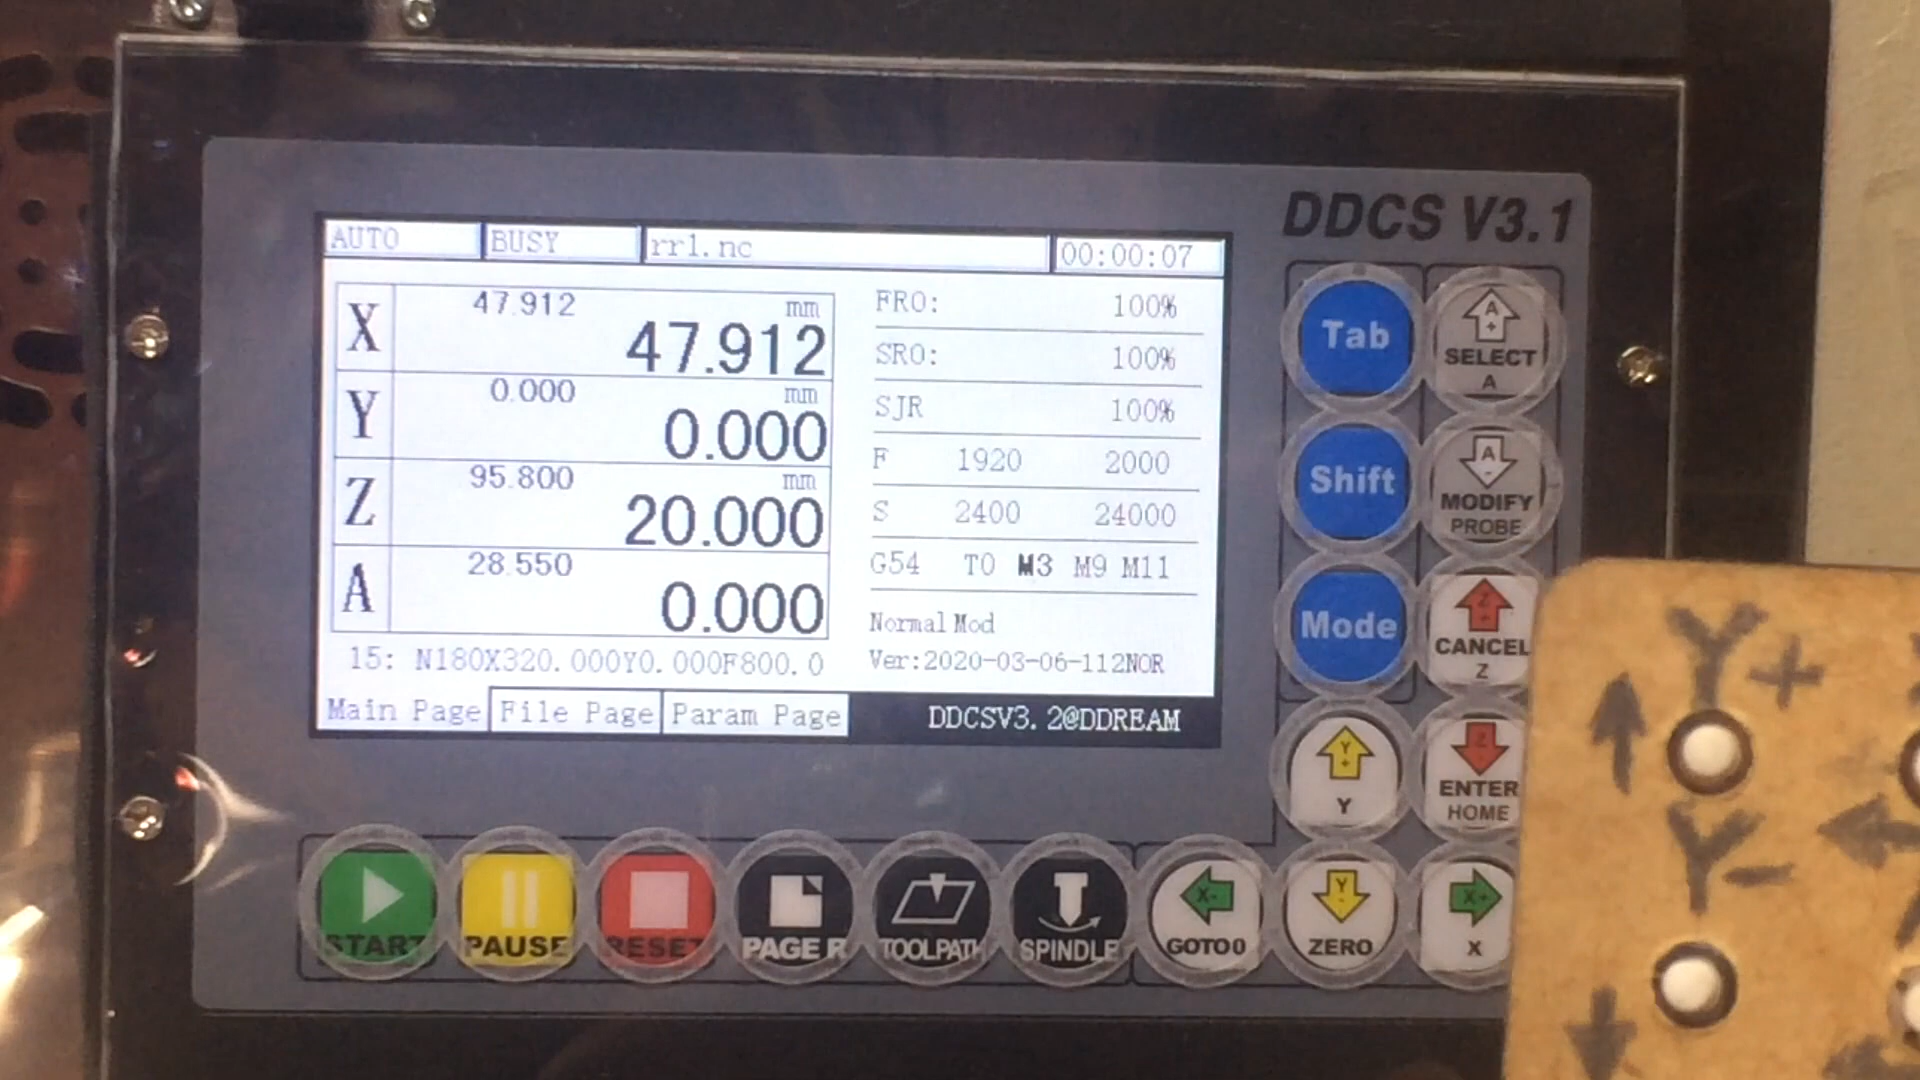 DDCS V3.1
AUTO BUSY rr1.nc 00:00:07
X 47.912 mm 47.912
Y 0.000 mm 0.000
Z 95.800 mm 20.000
A 28.550 0.000
FRO: 100%
SRO: 100%
SJR 100%
F 1920 2000
S 2400 24000
G54 T0 M3 M9 M11
Normal Mod
15: N180X320.000Y0.000F800.0 Ver:2020-03-06-112NOR
Main Page File Page Param Page DDCSV3.2@DDREAM
Tab
A+
SELECT
A
Shift
A-
MODIFY
PROBE
Mode
Z+
CANCEL
Z
Y+
Y
Z-
ENTER
HOME
START
PAUSE
RESET
PAGE R
TOOLPATH
SPINDLE
X-
GOTO0
Y-
ZERO
X+
X
Y+
Y-